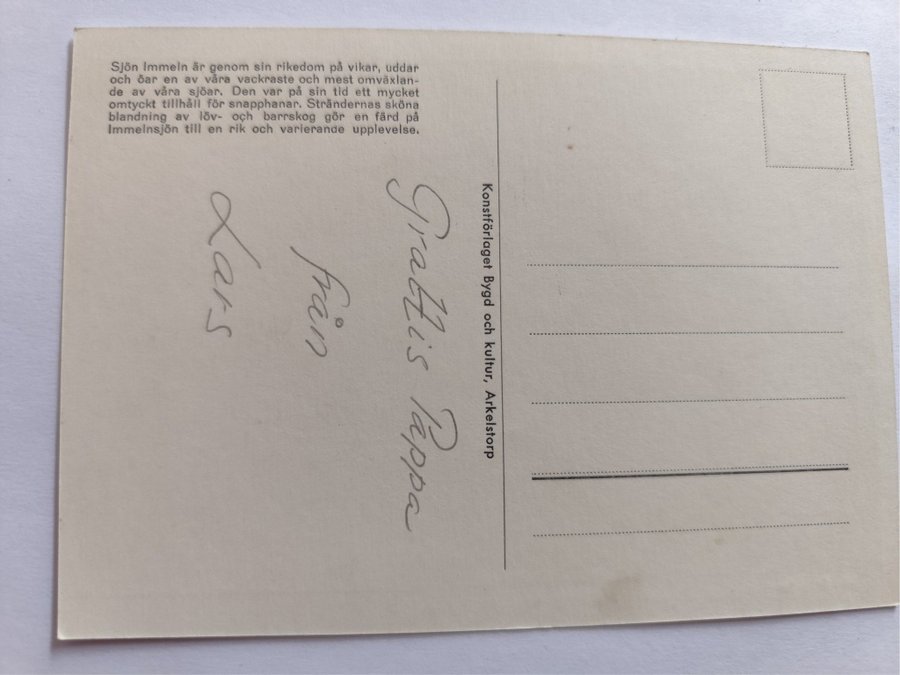 Sjön Immeln är genom sin rikedom på vikar, uddar
och öar en av våra vackraste och mest omväxlan-
de av våra sjöar. Den var på sin tid ett mycket
omtyckt tillhåll för snapphanar. Strändernas sköna
blandning av löv- och barrskog gör en färd på
Immelnsjön till en rik och varierande upplevelse.
Grattis Pappa
från
Lars
Konstförlaget Bygd och kultur, Arkelstorp